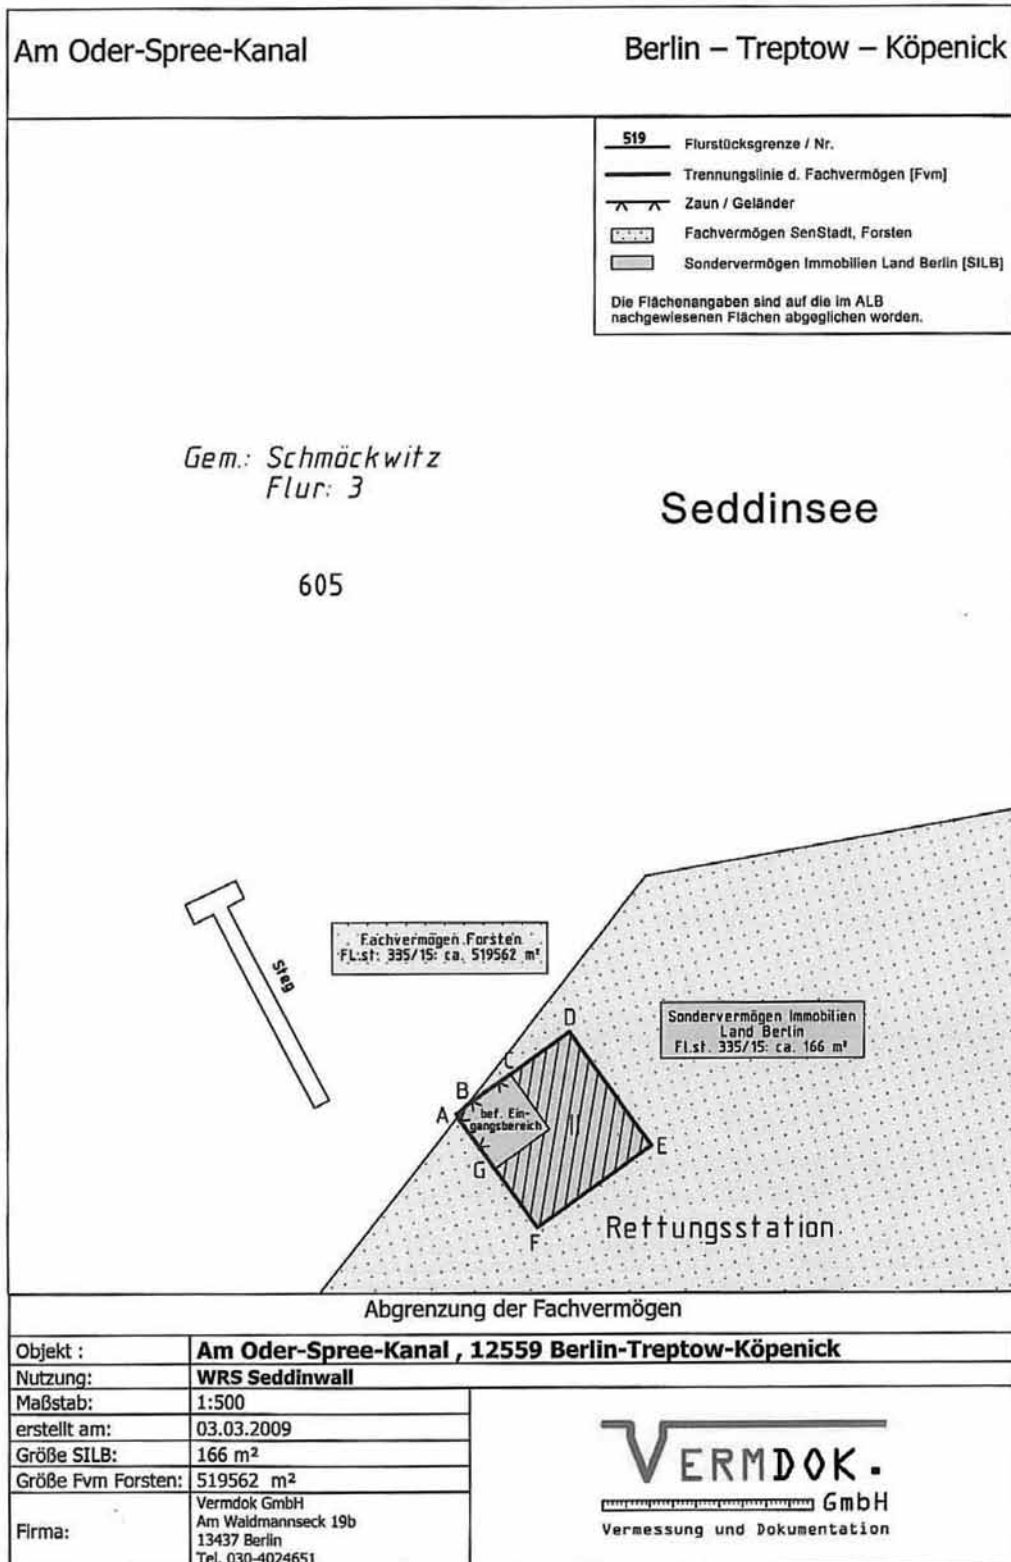 Am Oder-Spree-Kanal
Berlin – Treptow – Köpenick
519 Flurstücksgrenze / Nr.
Trennungslinie d. Fachvermögen [Fvm]
Zaun / Geländer
Fachvermögen SenStadt, Forsten
Sondervermögen Immobilien Land Berlin [SILB]
Die Flächenangaben sind auf die im ALB
nachgewiesenen Flächen abgeglichen worden.
Gem.: Schmöckwitz
Flur: 3
Seddinsee
605
Steg
Fachvermögen Forsten
Fl.st: 335/15: ca. 519562 m²
Sondervermögen Immobilien
Land Berlin
Fl.st. 335/15: ca. 166 m²
D
C
B
A
bef. Ein-
gangsbereich
II
E
G
F
Rettungsstation
Abgrenzung der Fachvermögen
Objekt : Am Oder-Spree-Kanal , 12559 Berlin-Treptow-Köpenick
Nutzung: WRS Seddinwall
Maßstab: 1:500
erstellt am: 03.03.2009
Größe SILB: 166 m²
Größe Fvm Forsten: 519562 m²
Firma:
Vermdok GmbH
Am Waldmannseck 19b
13437 Berlin
Tel. 030-4024651
VERMDOK.
GmbH
Vermessung und Dokumentation